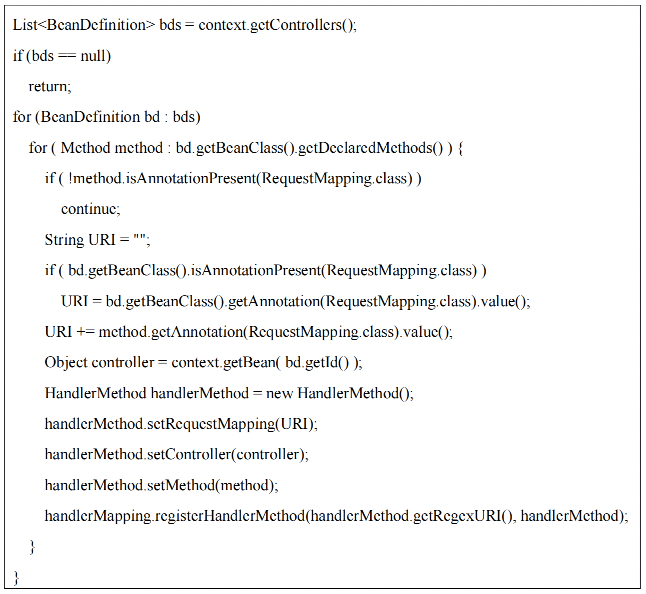 List<BeanDefinition> bds = context.getControllers();
if (bds == null)
return;
for (BeanDefinition bd : bds)
for ( Method method : bd.getBeanClass().getDeclaredMethods() ) {
if ( !method.isAnnotationPresent(RequestMapping.class) )
continue;
String URI = "";
if ( bd.getBeanClass().isAnnotationPresent(RequestMapping.class) )
URI = bd.getBeanClass().getAnnotation(RequestMapping.class).value();
URI += method.getAnnotation(RequestMapping.class).value();
Object controller = context.getBean( bd.getId() );
HandlerMethod handlerMethod = new HandlerMethod();
handlerMethod.setRequestMapping(URI);
handlerMethod.setController(controller);
handlerMethod.setMethod(method);
handlerMapping.registerHandlerMethod(handlerMethod.getRegexURI(), handlerMethod);
}
}